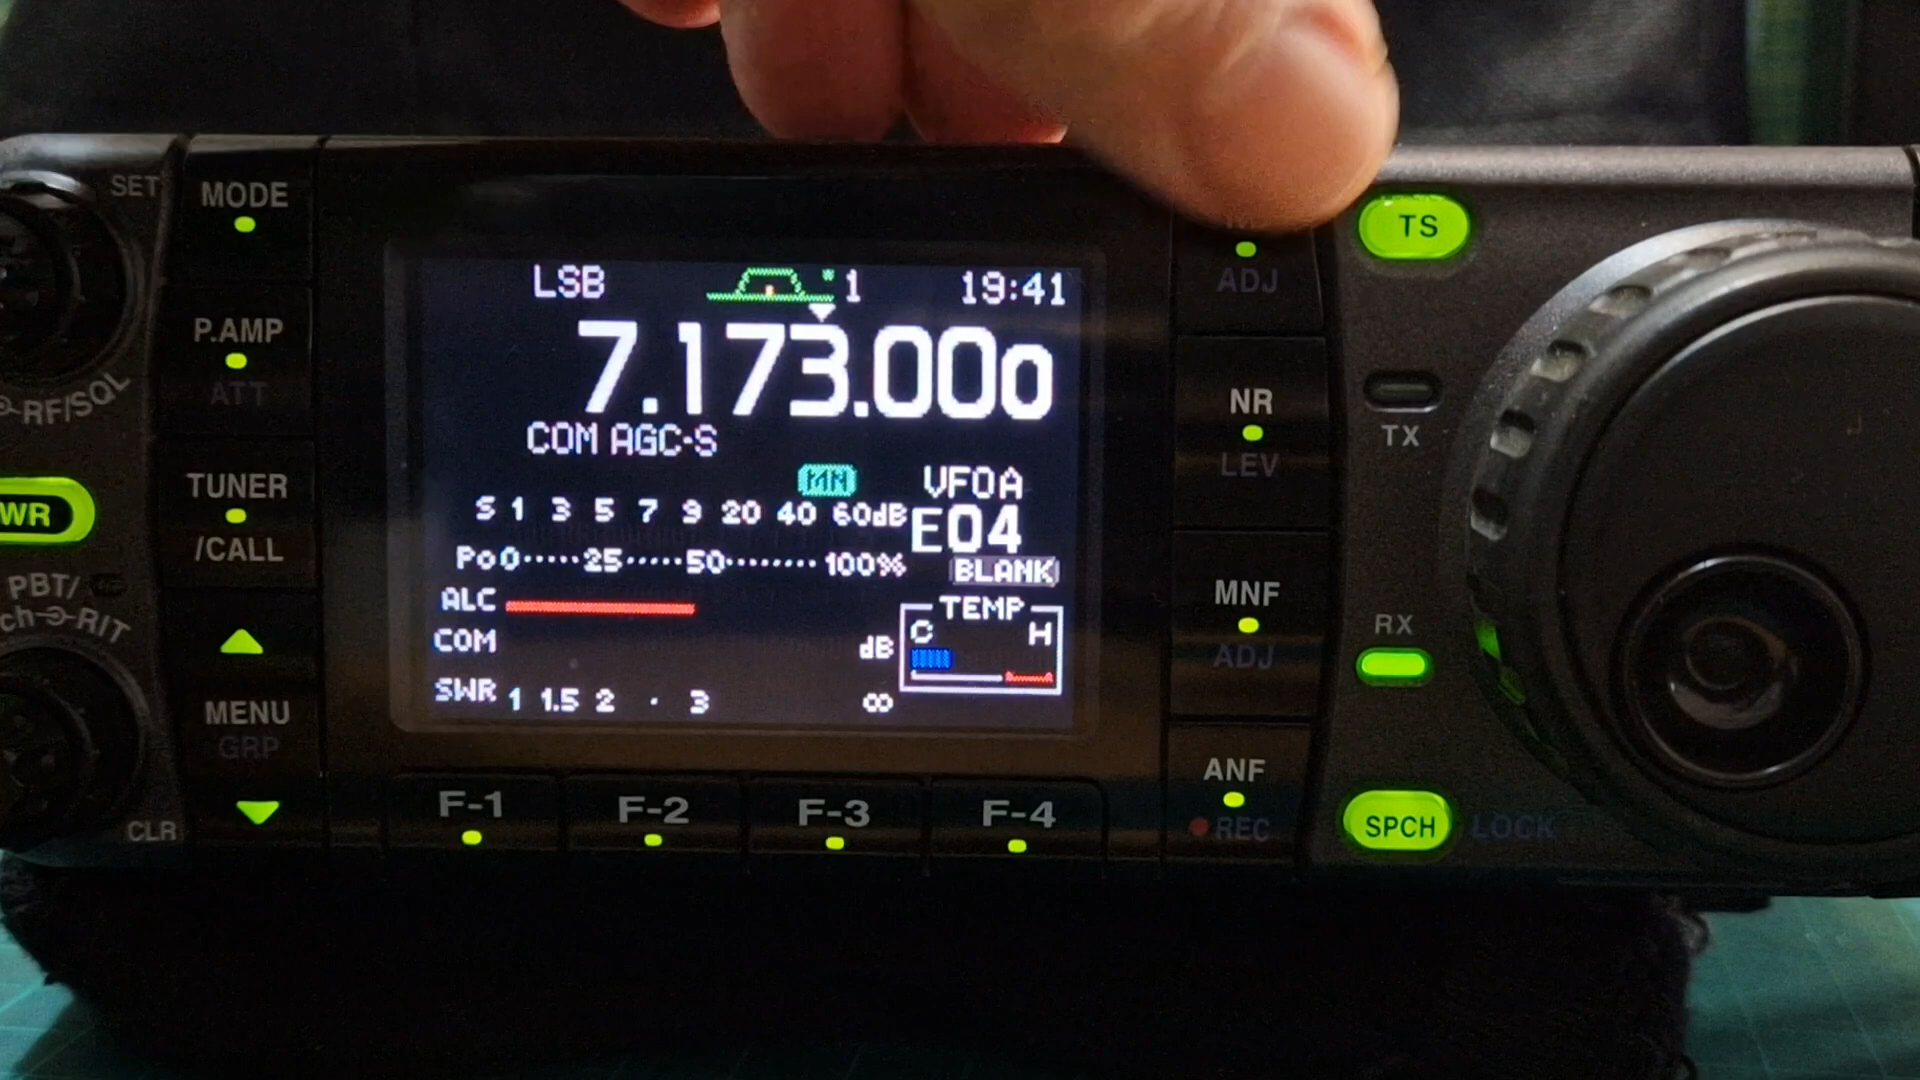 SET
MODE
P.AMP
ATT
RF/SQL
TUNER
/CALL
WR
PBT/
ch RIT
MENU
GRP
CLR
LSB 1 19:41
7.173.000
COM AGC-S
MN VFOA
S 1 3 5 7 9 20 40 60dB E04
Po0·····25·····50········100% BLANK
ALC TEMP
C H
COM dB
SWR 1 1.5 2 · 3 ∞
F-1 F-2 F-3 F-4
ADJ
NR
LEV
MNF
ADJ
ANF
REC
TS
TX
RX
SPCH LOCK